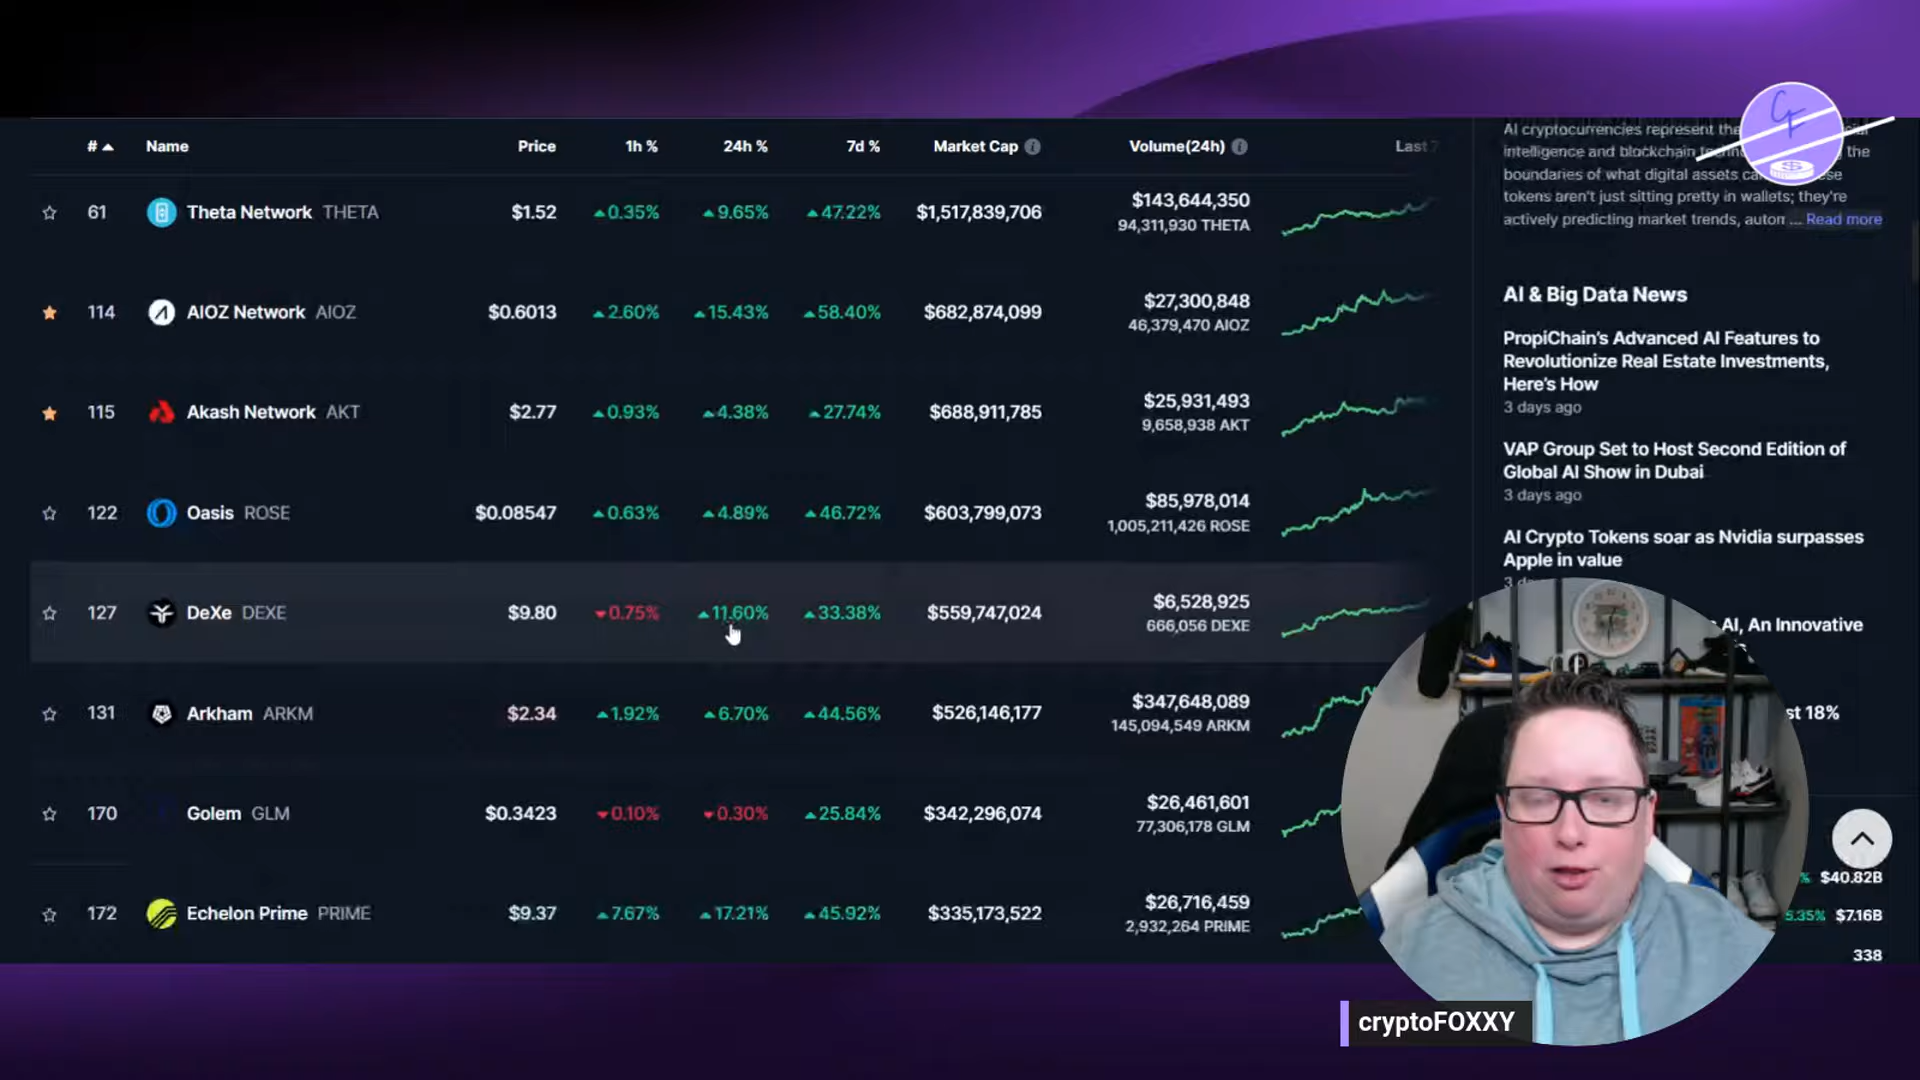 # Name Price 1h % 24h % 7d % Market Cap Volume(24h) Last
61 Theta Network THETA $1.52 0.35% 9.65% 47.22% $1,517,839,706 $143,644,350
94,311,930 THETA
114 AIOZ Network AIOZ $0.6013 2.60% 15.43% 58.40% $682,874,099 $27,300,848
46,379,470 AIOZ
115 Akash Network AKT $2.77 0.93% 4.38% 27.74% $688,911,785 $25,931,493
9,658,938 AKT
122 Oasis ROSE $0.08547 0.63% 4.89% 46.72% $603,799,073 $85,978,014
1,005,211,426 ROSE
127 DeXe DEXE $9.80 0.75% 11.60% 33.38% $559,747,024 $6,528,925
666,056 DEXE
131 Arkham ARKM $2.34 1.92% 6.70% 44.56% $526,146,177 $347,648,089
145,094,549 ARKM
170 Golem GLM $0.3423 0.10% 0.30% 25.84% $342,296,074 $26,461,601
77,306,178 GLM
172 Echelon Prime PRIME $9.37 7.67% 17.21% 45.92% $335,173,522 $26,716,459
2,932,264 PRIME
AI cryptocurrencies represent the
intelligence and blockchain the
boundaries of what digital assets
tokens aren't just sitting pretty in wallets; they're
actively predicting market trends, autom ... Read more
CF
$
AI & Big Data News
PropiChain's Advanced AI Features to
Revolutionize Real Estate Investments,
Here's How
3 days ago
VAP Group Set to Host Second Edition of
Global AI Show in Dubai
3 days ago
AI Crypto Tokens soar as Nvidia surpasses
Apple in value
AI, An Innovative
st 18%
% $40.82B
5.35% $7.16B
338
cryptoFOXXY